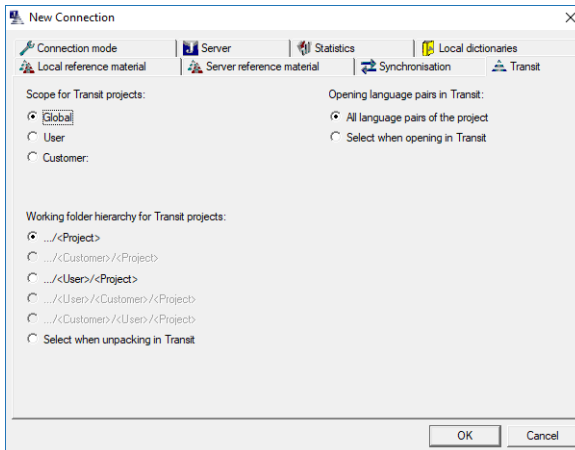 New Connection
Connection mode
Server
Statistics
Local dictionaries
Local reference material
Server reference material
Synchronisation
Transit
Scope for Transit projects:
Global
User
Customer:
Opening language pairs in Transit:
All language pairs of the project
Select when opening in Transit
Working folder hierarchy for Transit projects:
.../<Project>
.../<Customer>/<Project>
.../<User>/<Project>
.../<User>/<Customer>/<Project>
.../<Customer>/<User>/<Project>
Select when unpacking in Transit
OK
Cancel